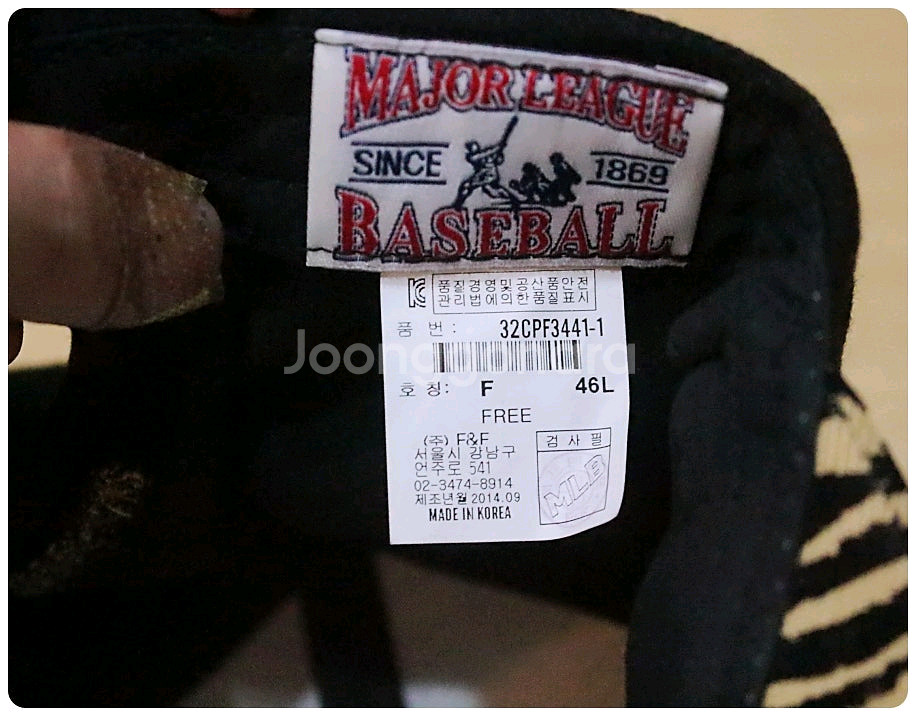 MAJOR LEAGUE
SINCE 1869
BASEBALL
품질경영및공산품안전
관리법에의한품질표시
품 번 : 32CPF3441-1
Joonggonara
호 칭: F 46L
FREE
(주) F&F
서울시 강남구
언주로 541
02-3474-8914
제조년월 2014.09
MADE IN KOREA
검 사 필
MLB